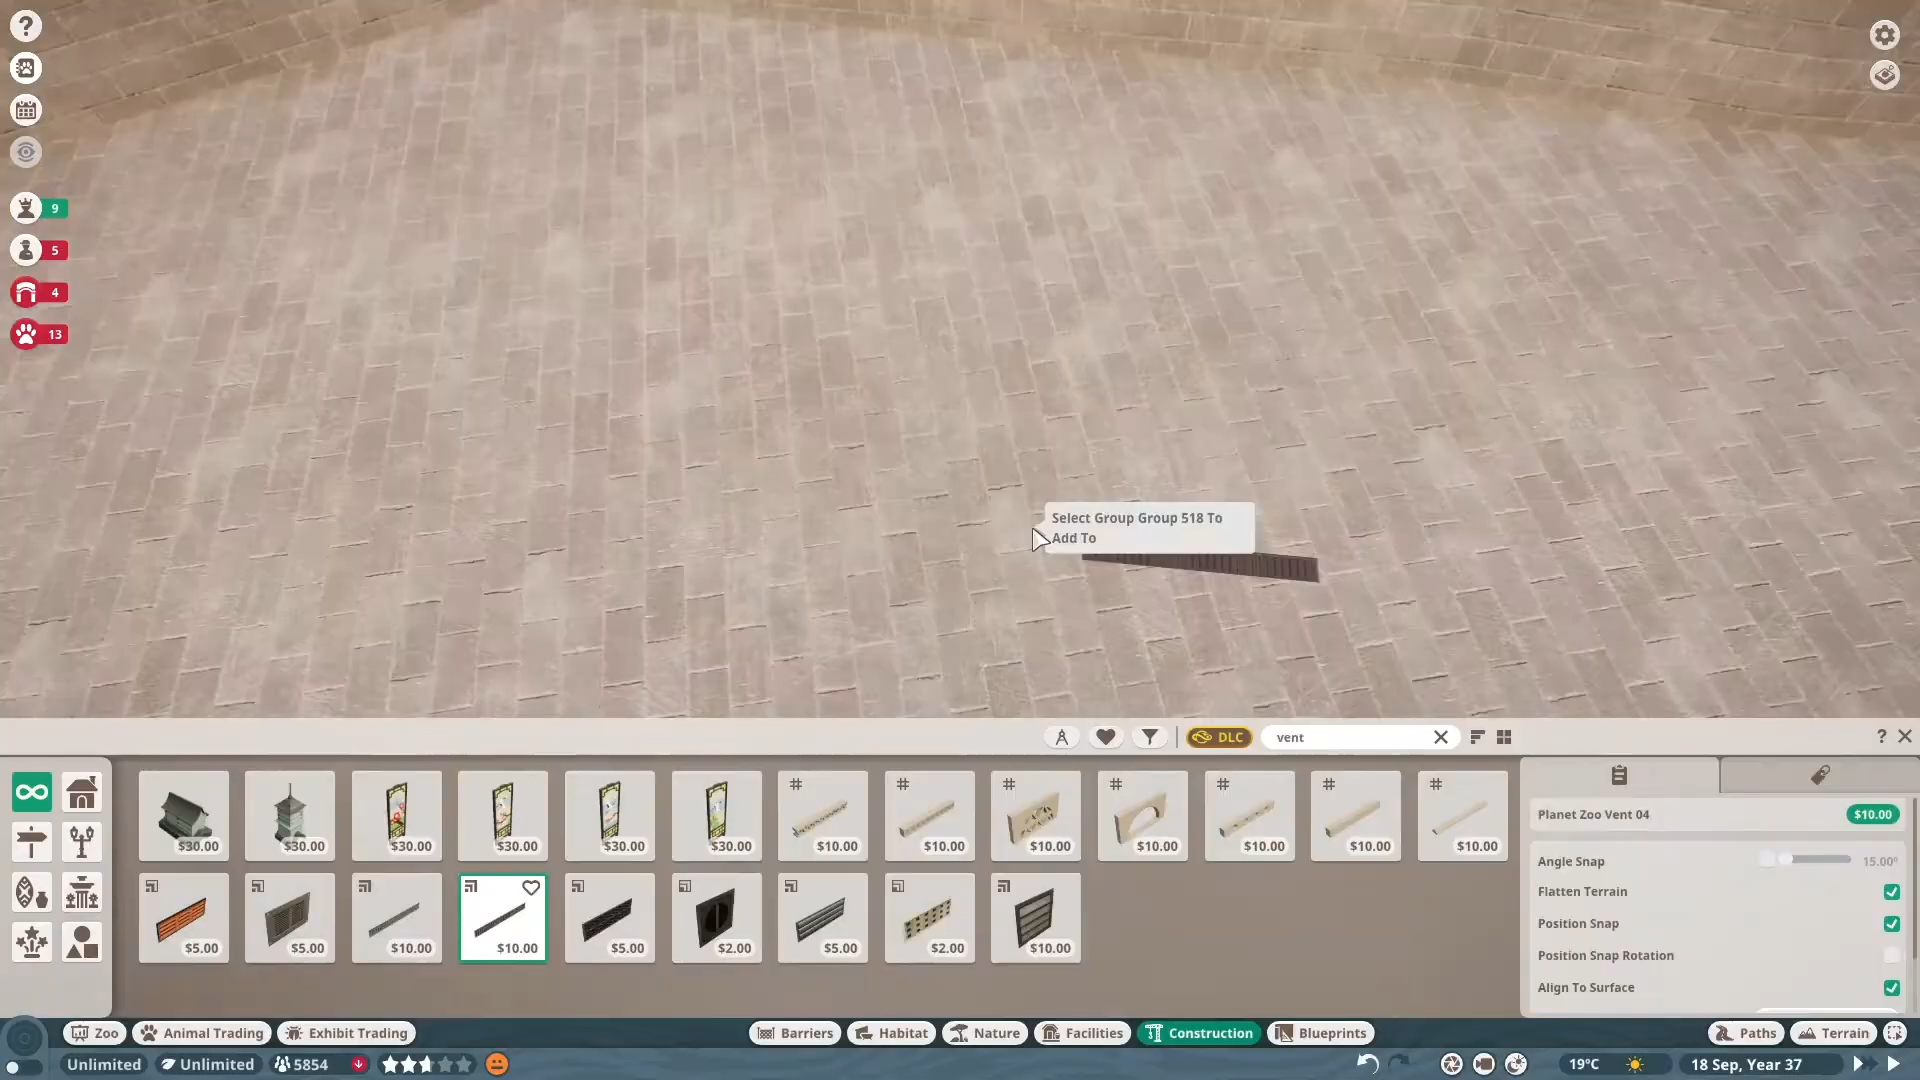 ?
9
5
4
13
Select Group Group 518 To
Add To
DLC
vent
?
$30.00
$30.00
$30.00
$30.00
$30.00
$30.00
$10.00
$10.00
$10.00
$10.00
$10.00
$10.00
$10.00
$5.00
$5.00
$10.00
$10.00
$5.00
$2.00
$5.00
$2.00
$10.00
Planet Zoo Vent 04
$10.00
Angle Snap
15.00°
Flatten Terrain
Position Snap
Position Snap Rotation
Align To Surface
Zoo
Animal Trading
Exhibit Trading
Barriers
Habitat
Nature
Facilities
Construction
Blueprints
Paths
Terrain
Unlimited
Unlimited
5854
19°C
18 Sep, Year 37